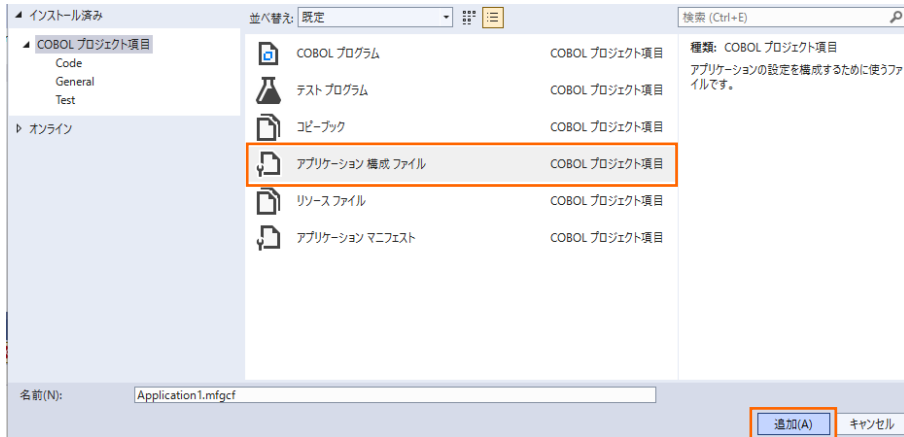 インストール済み
並べ替え: 既定
検索 (Ctrl+E)
COBOL プロジェクト項目
Code
General
Test
オンライン
COBOL プログラム COBOL プロジェクト項目
テスト プログラム COBOL プロジェクト項目
コピーブック COBOL プロジェクト項目
アプリケーション 構成 ファイル COBOL プロジェクト項目
リソース ファイル COBOL プロジェクト項目
アプリケーション マニフェスト COBOL プロジェクト項目
種類: COBOL プロジェクト項目
アプリケーションの設定を構成するために使うファ
イルです。
名前(N): Application1.mfgcf
追加(A) キャンセル